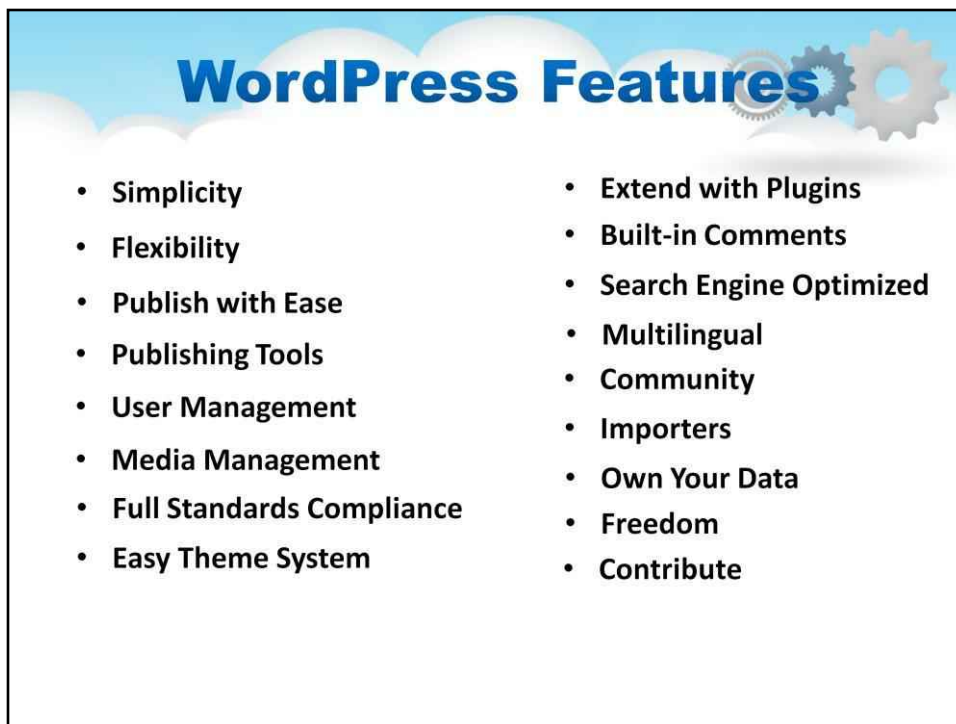 WordPress Features
• Simplicity
• Flexibility
• Publish with Ease
• Publishing Tools
• User Management
• Media Management
• Full Standards Compliance
• Easy Theme System
• Extend with Plugins
• Built-in Comments
• Search Engine Optimized
• Multilingual
• Community
• Importers
• Own Your Data
• Freedom
• Contribute